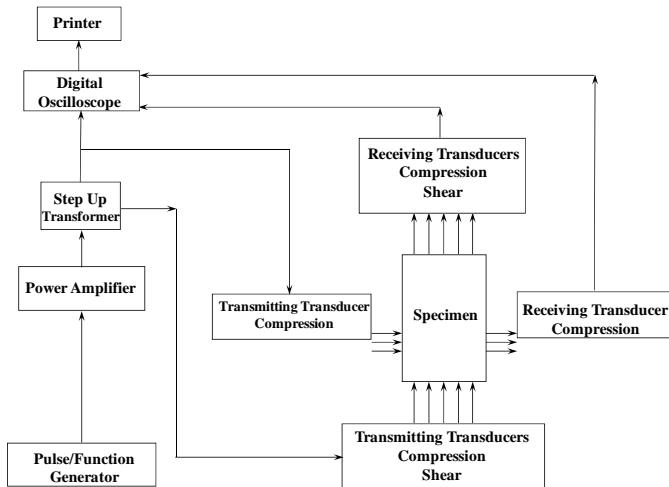 Printer
Digital
Oscilloscope
Receiving Transducers
Compression
Shear
Step Up
Transformer
Power Amplifier
Transmitting Transducer
Compression
Specimen
Receiving Transducer
Compression
Transmitting Transducers
Compression
Shear
Pulse/Function
Generator